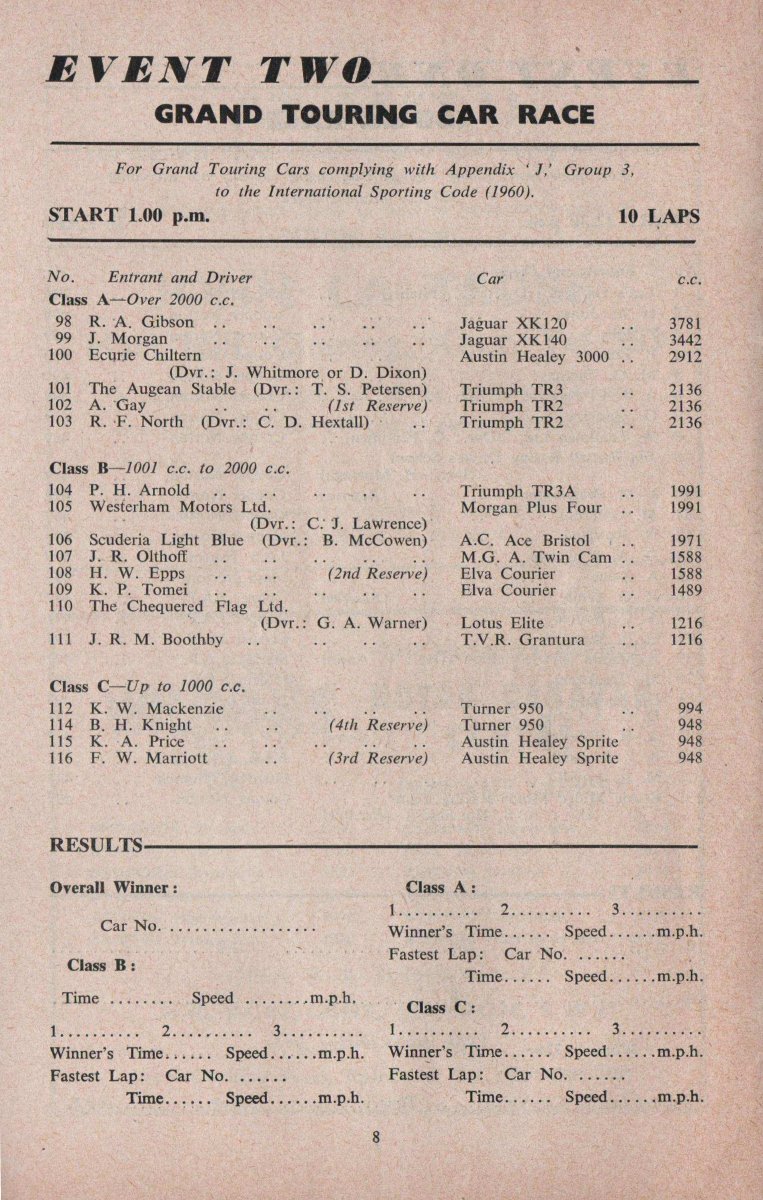 EVENT TWO
GRAND TOURING CAR RACE
For Grand Touring Cars complying with Appendix 'J,' Group 3,
to the International Sporting Code (1960).
START 1.00 p.m. 10 LAPS
No. Entrant and Driver Car c.c.
Class A—Over 2000 c.c.
98 R. A. Gibson .. .. .. .. .. Jaguar XK120 .. 3781
99 J. Morgan .. .. .. .. .. Jaguar XK140 .. 3442
100 Ecurie Chiltern Austin Healey 3000 .. 2912
(Dvr.: J. Whitmore or D. Dixon)
101 The Augean Stable (Dvr.: T. S. Petersen) Triumph TR3 .. 2136
102 A. Gay .. .. (1st Reserve) Triumph TR2 .. 2136
103 R. F. North (Dvr.: C. D. Hextall) .. Triumph TR2 .. 2136
Class B—1001 c.c. to 2000 c.c.
104 P. H. Arnold .. .. .. .. .. Triumph TR3A .. 1991
105 Westerham Motors Ltd. Morgan Plus Four .. 1991
(Dvr.: C. J. Lawrence)
106 Scuderia Light Blue (Dvr.: B. McCowen) A.C. Ace Bristol .. 1971
107 J. R. Olthoff .. .. .. .. .. M.G. A. Twin Cam .. 1588
108 H. W. Epps .. .. (2nd Reserve) Elva Courier .. 1588
109 K. P. Tomei .. .. .. .. .. Elva Courier .. 1489
110 The Chequered Flag Ltd.
(Dvr.: G. A. Warner) Lotus Elite .. 1216
111 J. R. M. Boothby .. .. .. .. T.V.R. Grantura .. 1216
Class C—Up to 1000 c.c.
112 K. W. Mackenzie .. .. .. .. Turner 950 .. 994
114 B. H. Knight .. .. (4th Reserve) Turner 950 .. 948
115 K. A. Price .. .. .. .. .. Austin Healey Sprite 948
116 F. W. Marriott .. (3rd Reserve) Austin Healey Sprite 948
RESULTS
Overall Winner :
Car No. ..................
Class B :
Time ........ Speed ........m.p.h.
1.......... 2.......... 3..........
Winner's Time...... Speed......m.p.h.
Fastest Lap: Car No. ......
Time...... Speed......m.p.h.
Class A :
1.......... 2.......... 3..........
Winner's Time...... Speed......m.p.h.
Fastest Lap: Car No. ......
Time...... Speed......m.p.h.
Class C :
1.......... 2.......... 3..........
Winner's Time...... Speed......m.p.h.
Fastest Lap: Car No. ......
Time...... Speed......m.p.h.
8